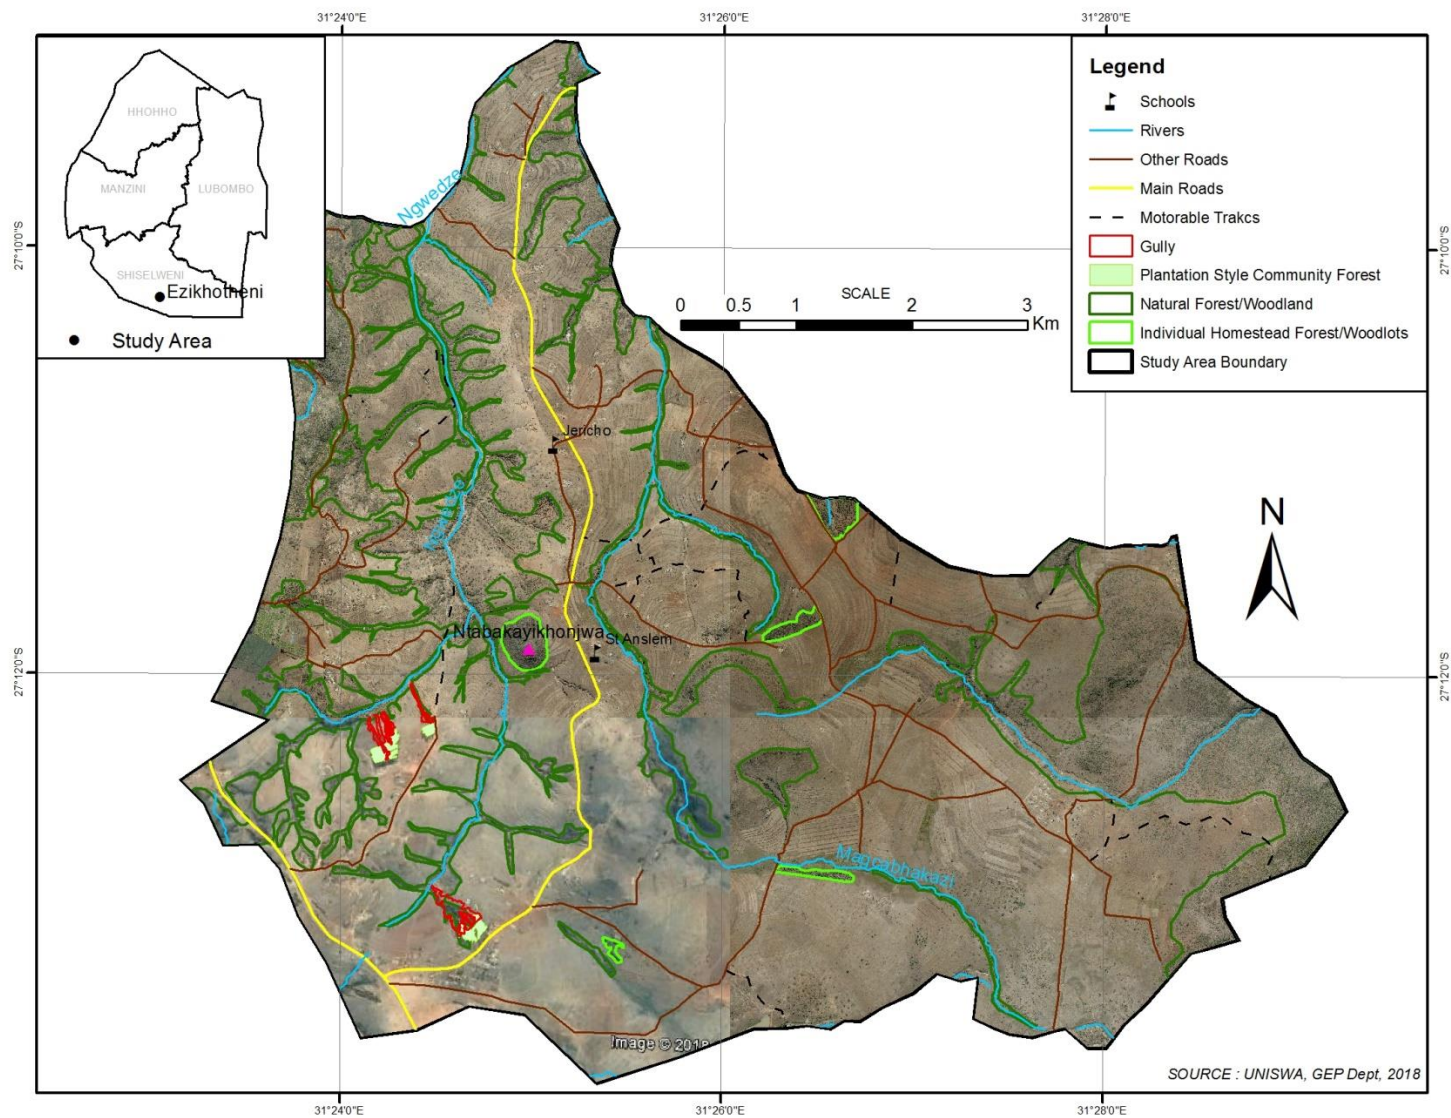 31°24'0"E
31°26'0"E
31°28'0"E
HHOHHO
MANZINI
LUBOMBO
SHISELWENI
Ezikhotheni
Study Area
Legend
Schools
Rivers
Other Roads
Main Roads
Motorable Trakcs
Gully
Plantation Style Community Forest
Natural Forest/Woodland
Individual Homestead Forest/Woodlots
Study Area Boundary
27°10'0"S
27°10'0"S
Ngwedze
SCALE
0 0.5 1 2 3
Km
Jericho
N
Ntabakayikhonjwa
St Anslem
27°12'0"S
27°12'0"S
Maqcabhakazi
Image © 2018
SOURCE : UNISWA, GEP Dept, 2018
31°24'0"E
31°26'0"E
31°28'0"E